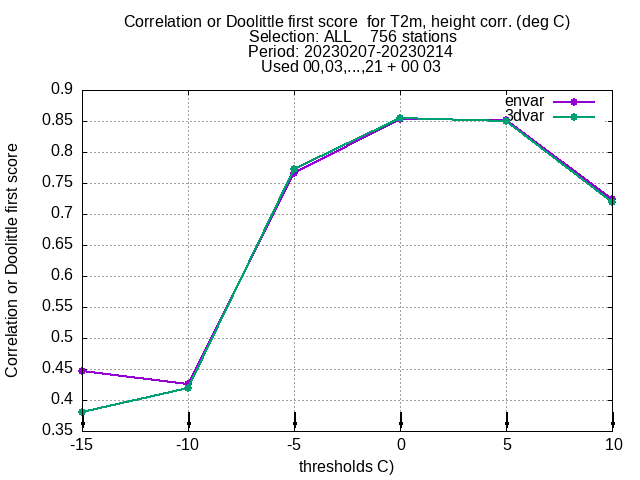 Correlation or Doolittle first score  for T2m, height corr. (deg C)
Selection: ALL    756 stations
Period: 20230207-20230214
Used 00,03,...,21 + 00 03
envar
3dvar
Correlation or Doolittle first score
0.9
0.85
0.8
0.75
0.7
0.65
0.6
0.55
0.5
0.45
0.4
0.35
-15 -10 -5 0 5 10
thresholds C)